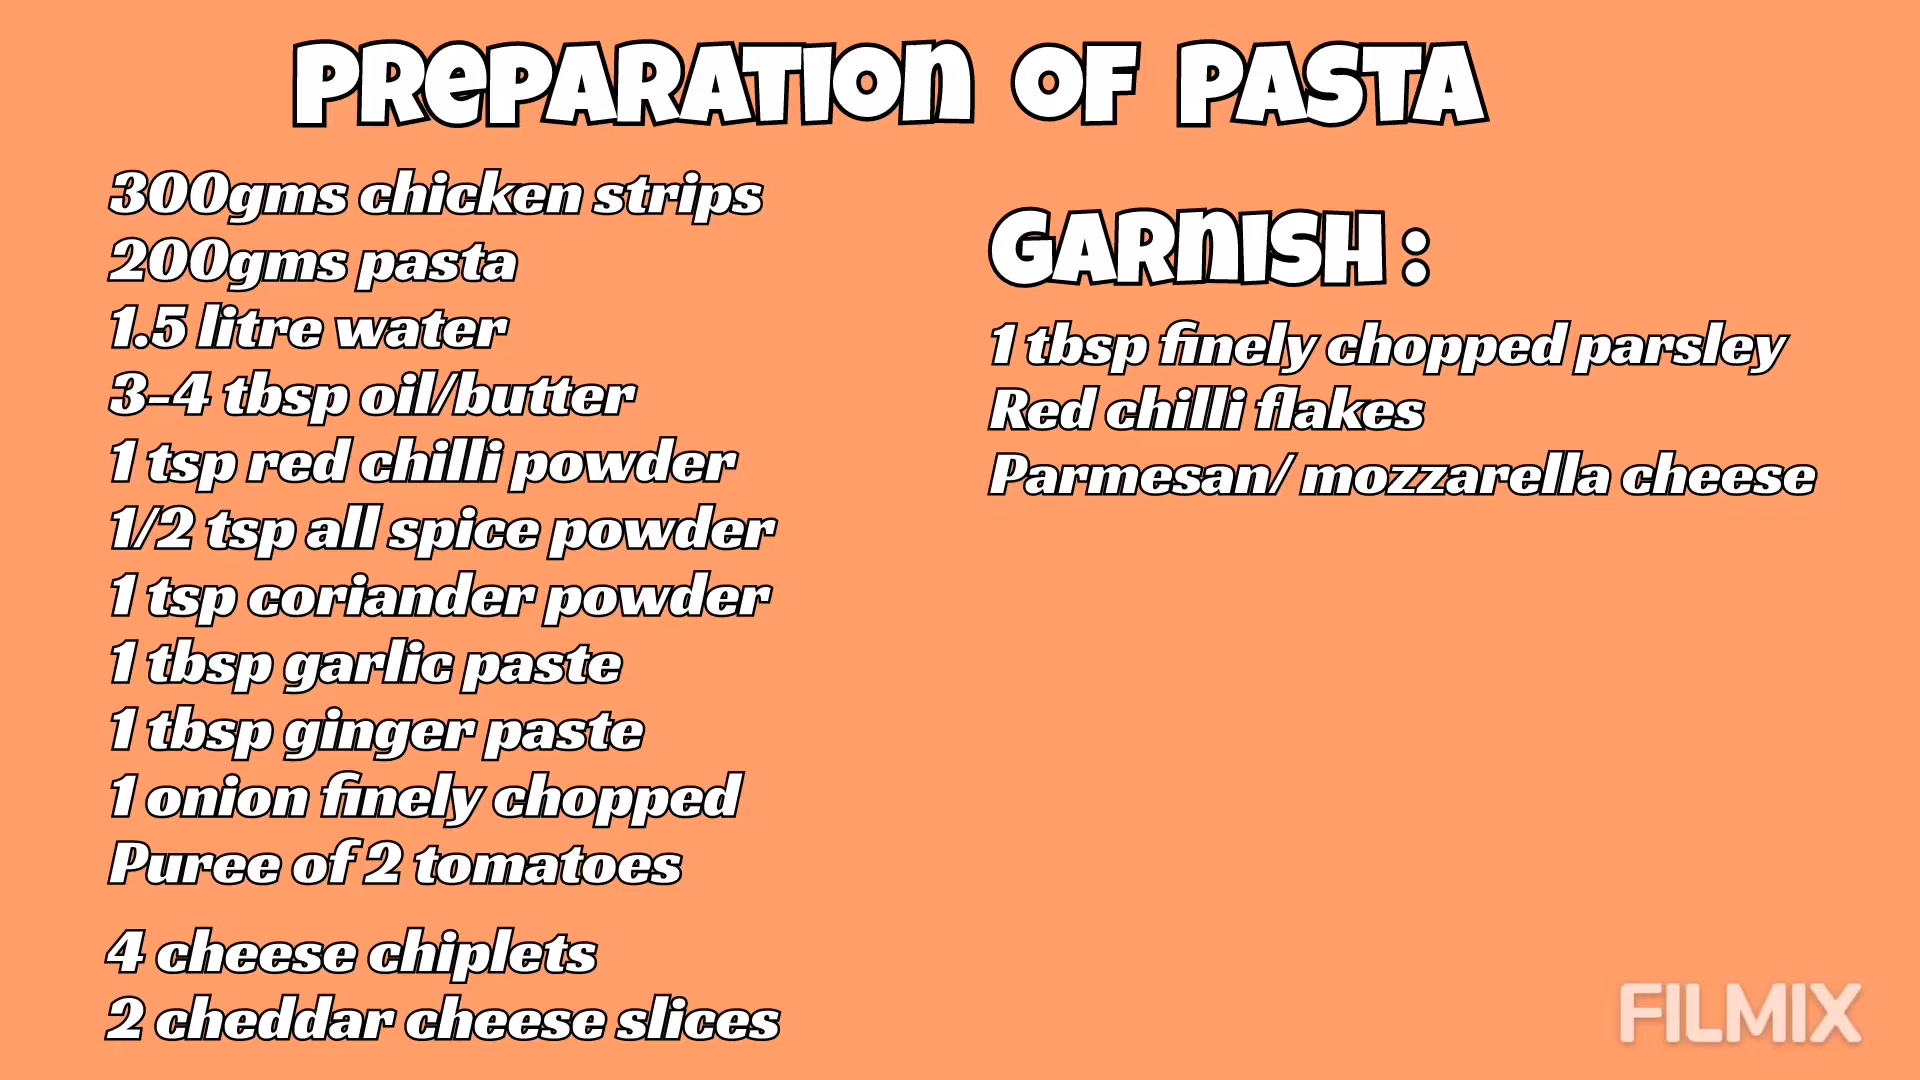 PrePARATION OF PASTA
300gms chicken strips
200gms pasta
1.5 litre water
3-4 tbsp oil/butter
1 tsp red chilli powder
1/2 tsp all spice powder
1 tsp coriander powder
1 tbsp garlic paste
1 tbsp ginger paste
1 onion finely chopped
Puree of 2 tomatoes
4 cheese chiplets
2 cheddar cheese slices
GARNISH :
1 tbsp finely chopped parsley
Red chilli flakes
Parmesan/ mozzarella cheese
FILMIX